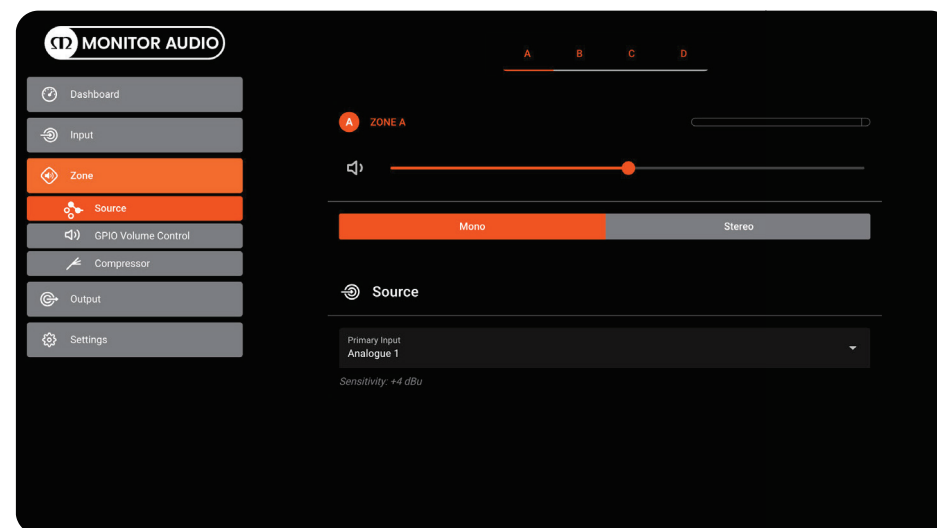 MONITOR AUDIO
A B C D
Dashboard
Input
Zone
Source
GPIO Volume Control
Compressor
Output
Settings
A ZONE A
Mono Stereo
Source
Primary Input
Analogue 1
Sensitivity: +4 dBu